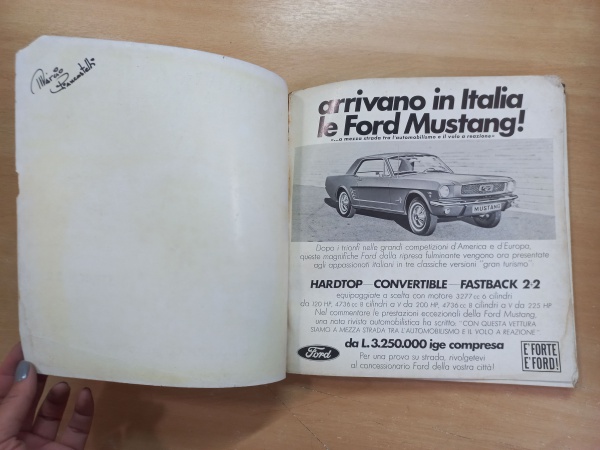 arrivano in Italia
le Ford Mustang!
«...a mezza strada tra l'automobilismo e il volo a reazione»
MUSTANG
Dopo i trionfi nelle grandi competizioni d'America e d'Europa,
queste magnifiche Ford dalla ripresa fulminante vengono ora presentate
agli appassionati italiani in tre classiche versioni "gran turismo":
HARDTOP CONVERTIBLE FASTBACK 2+2
equipaggiate a scelta con motore 3277 cc 6 cilindri
da 120 HP, 4736 cc 8 cilindri a V da 200 HP, 4736 cc 8 cilindri a V da 225 HP
Nel commentare le prestazioni eccezionali della Ford Mustang,
una nota rivista automobilistica ha scritto: "CON QUESTA VETTURA
SIAMO A MEZZA STRADA TRA L'AUTOMOBILISMO E IL VOLO A REAZIONE"
da L. 3.250.000 ige compresa
Ford
Per una prova su strada, rivolgetevi
al concessionario Ford della vostra città!
E' FORTE
E' FORD!